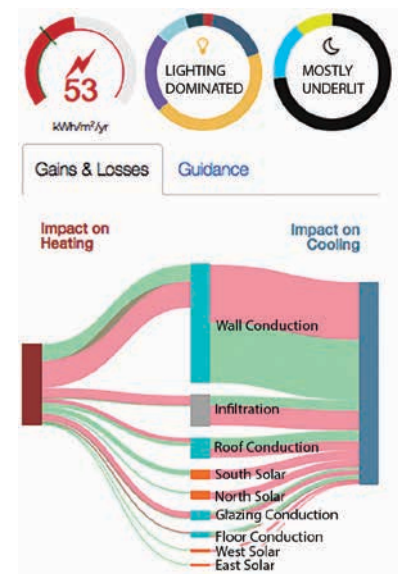 53
kWh/m²/yr
LIGHTING
DOMINATED
MOSTLY
UNDERLIT
Gains & Losses
Guidance
Impact on
Heating
Impact on
Cooling
Wall Conduction
Infiltration
Roof Conduction
South Solar
North Solar
Glazing Conduction
Floor Conduction
West Solar
East Solar